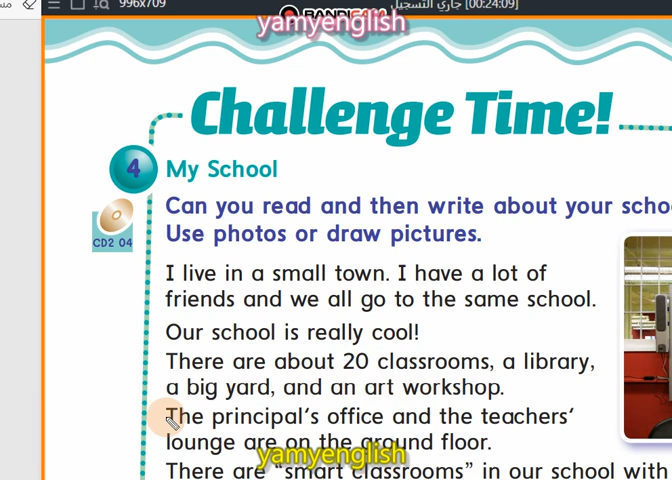 996x709
جاري التسجيل [00:24:09]
yamyenglish
Challenge Time!
4 My School
CD2 04
Can you read and then write about your
Use photos or draw pictures.
I live in a small town. I have a lot of
friends and we all go to the same school.
Our school is really cool!
There are about 20 classrooms, a library,
a big yard, and an art workshop.
The principal's office and the teachers'
lounge are on the ground floor.
yamyenglish
There are “smart classrooms” in our school with